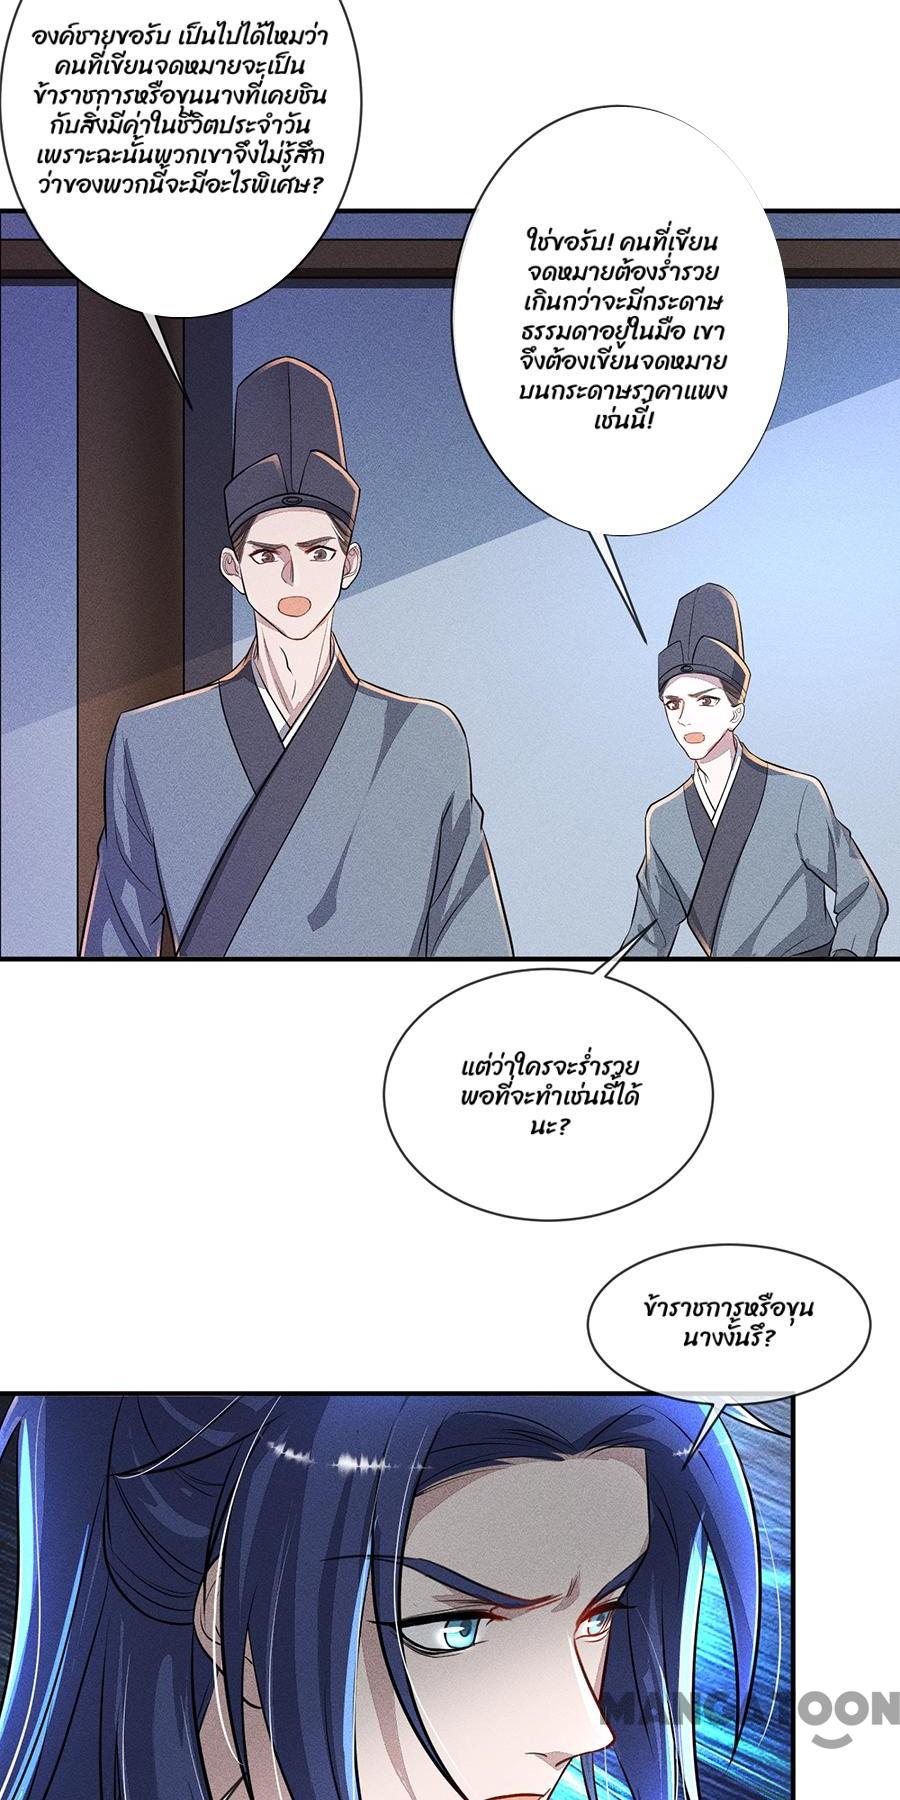 องค์ชายขอรับ เป็นไปได้ไหมว่า
คนที่เขียนจดหมายจะเป็น
ข้าราชการหรือขุนนางที่เคยชิน
กับสิ่งมีค่าในชีวิตประจำวัน
เพราะฉะนั้นพวกเขาจึงไม่รู้สึก
ว่าของพวกนี้จะมีอะไรพิเศษ?
ใช่ขอรับ! คนที่เขียน
จดหมายต้องร่ำรวย
เกินกว่าจะมีกระดาษ
ธรรมดาอยู่ในมือ เขา
จึงต้องเขียนจดหมาย
บนกระดาษราคาแพง
เช่นนี้!
แต่ว่าใครจะร่ำรวย
พอที่จะทำเช่นนี้ได้
นะ?
ข้าราชการหรือขุน
นางงั้นรึ?
MANGATOON